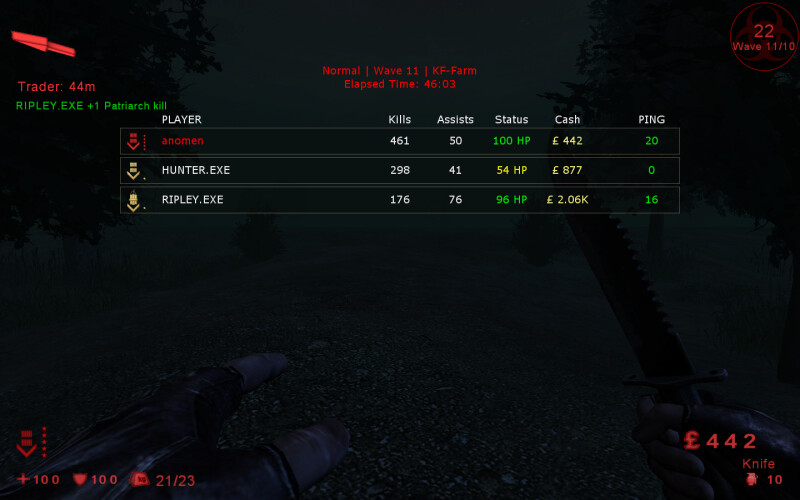 22
Wave 11/10
Normal | Wave 11 | KF-Farm
Elapsed Time: 46:03
Trader: 44m
RIPLEY.EXE +1 Patriarch kill
PLAYER Kills Assists Status Cash PING
anomen 461 50 100 HP £ 442 20
HUNTER.EXE 298 41 54 HP £ 877 0
RIPLEY.EXE 176 76 96 HP £ 2.06K 16
£442
Knife
100 100 21/23 10